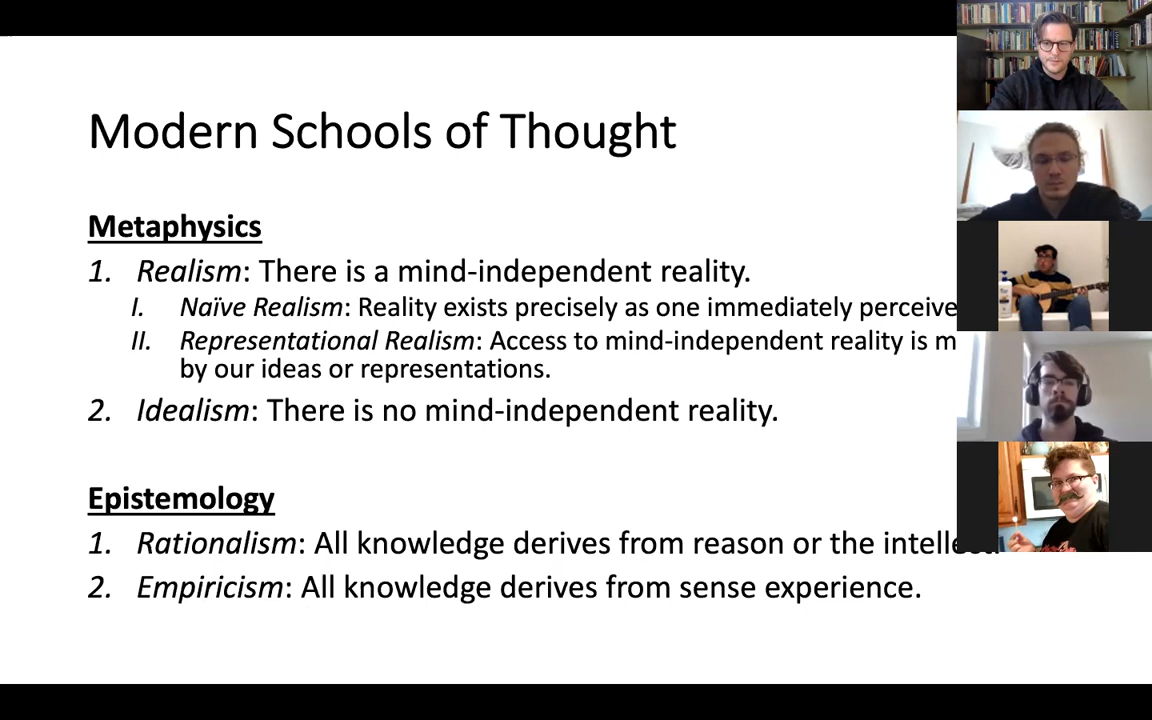 Modern Schools of Thought
Metaphysics
1. Realism: There is a mind-independent reality.
I. Naïve Realism: Reality exists precisely as one immediately perceive
II. Representational Realism: Access to mind-independent reality is m
by our ideas or representations.
2. Idealism: There is no mind-independent reality.
Epistemology
1. Rationalism: All knowledge derives from reason or the intellect.
2. Empiricism: All knowledge derives from sense experience.